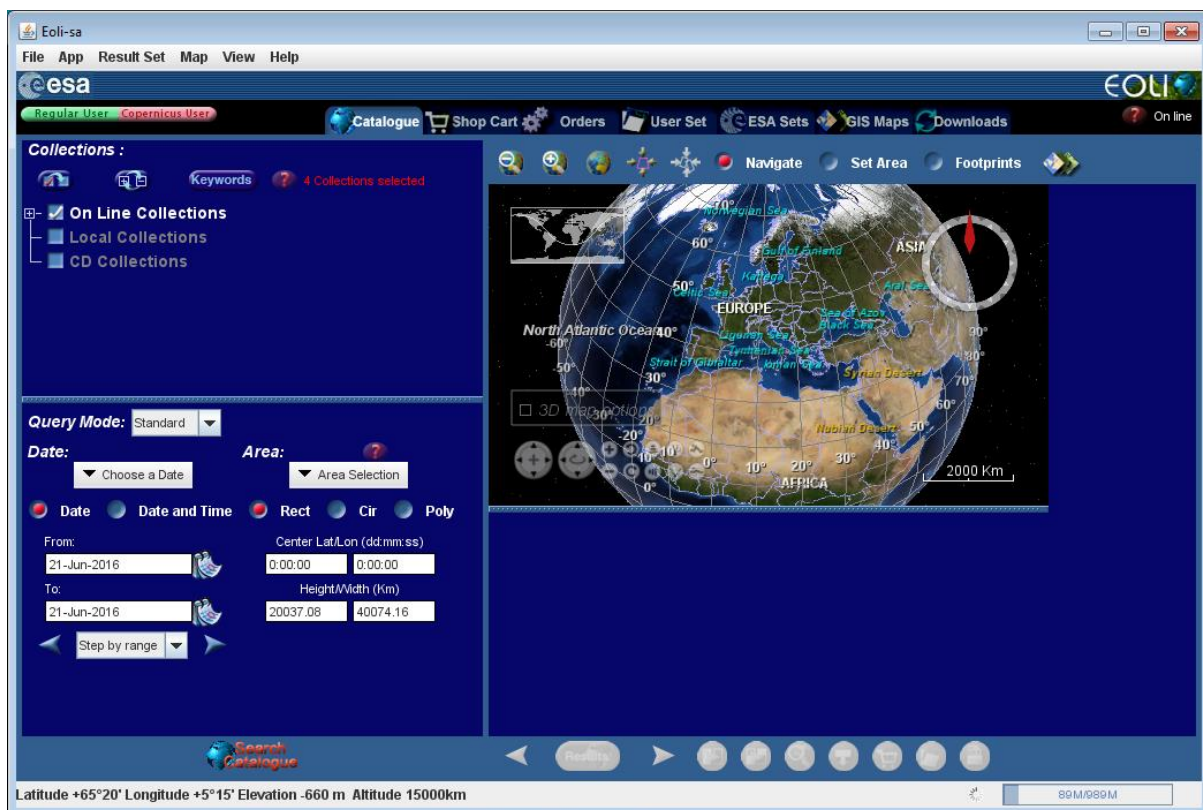 Eoli-sa
File App Result Set Map View Help
esa
EOLI
Regular User Copernicus User
Catalogue Shop Cart Orders User Set ESA Sets GIS Maps Downloads
? On line
Collections :
Keywords ? 4 Collections selected
On Line Collections
Local Collections
CD Collections
Navigate Set Area Footprints
70°
Norwegian Sea
60°
Gulf of Finland
ASIA
50°
Celtic Sea
Kattega
Aral Sea
EUROPE
Sea of Azov
Black Sea
North Atlantic Ocean 40°
-60°
Ligurian Sea
90°
Strait of Gibraltar
Tyrrhenian Sea
Ionian Sea
80°
-50°
30°
Syrian Desert
70°
-40°
3D map options
-30°
20°
60°
Nubian Desert
50°
-20°
40°
10°
-10°
0°
10°
20°
30°
2000 Km
0°
AFRICA
Query Mode: Standard
Date:
Area: ?
Choose a Date
Area Selection
Date Date and Time Rect Cir Poly
From:
Center Lat/Lon (dd:mm:ss)
21-Jun-2016
0:00:00 0:00:00
To:
Height/Width (Km)
21-Jun-2016
20037.08 40074.16
Step by range
Search
Catalogue
Results
Latitude +65°20' Longitude +5°15' Elevation -660 m Altitude 15000km
89M/989M